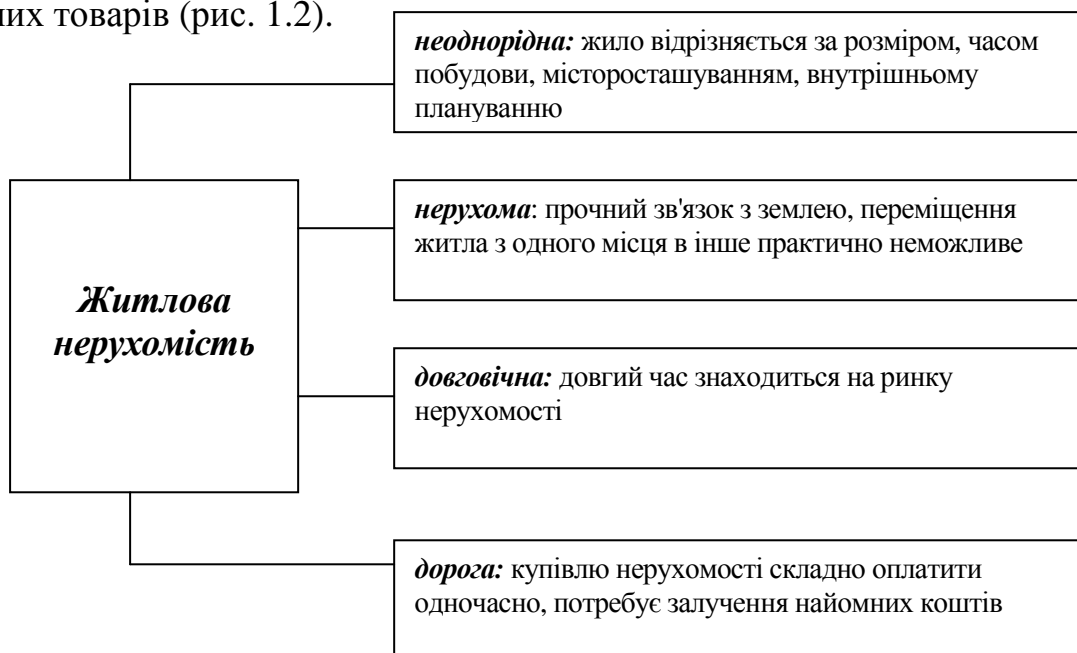 них товарів (рис. 1.2).
неоднорідна: жило відрізняється за розміром, часом
побудови, місторосташуванням, внутрішньому
плануванню
нерухома: прочний зв'язок з землею, переміщення
житла з одного місця в інше практично неможливе
Житлова
нерухомість
довговічна: довгий час знаходиться на ринку
нерухомості
дорога: купівлю нерухомості складно оплатити
одночасно, потребує залучення найомних коштів